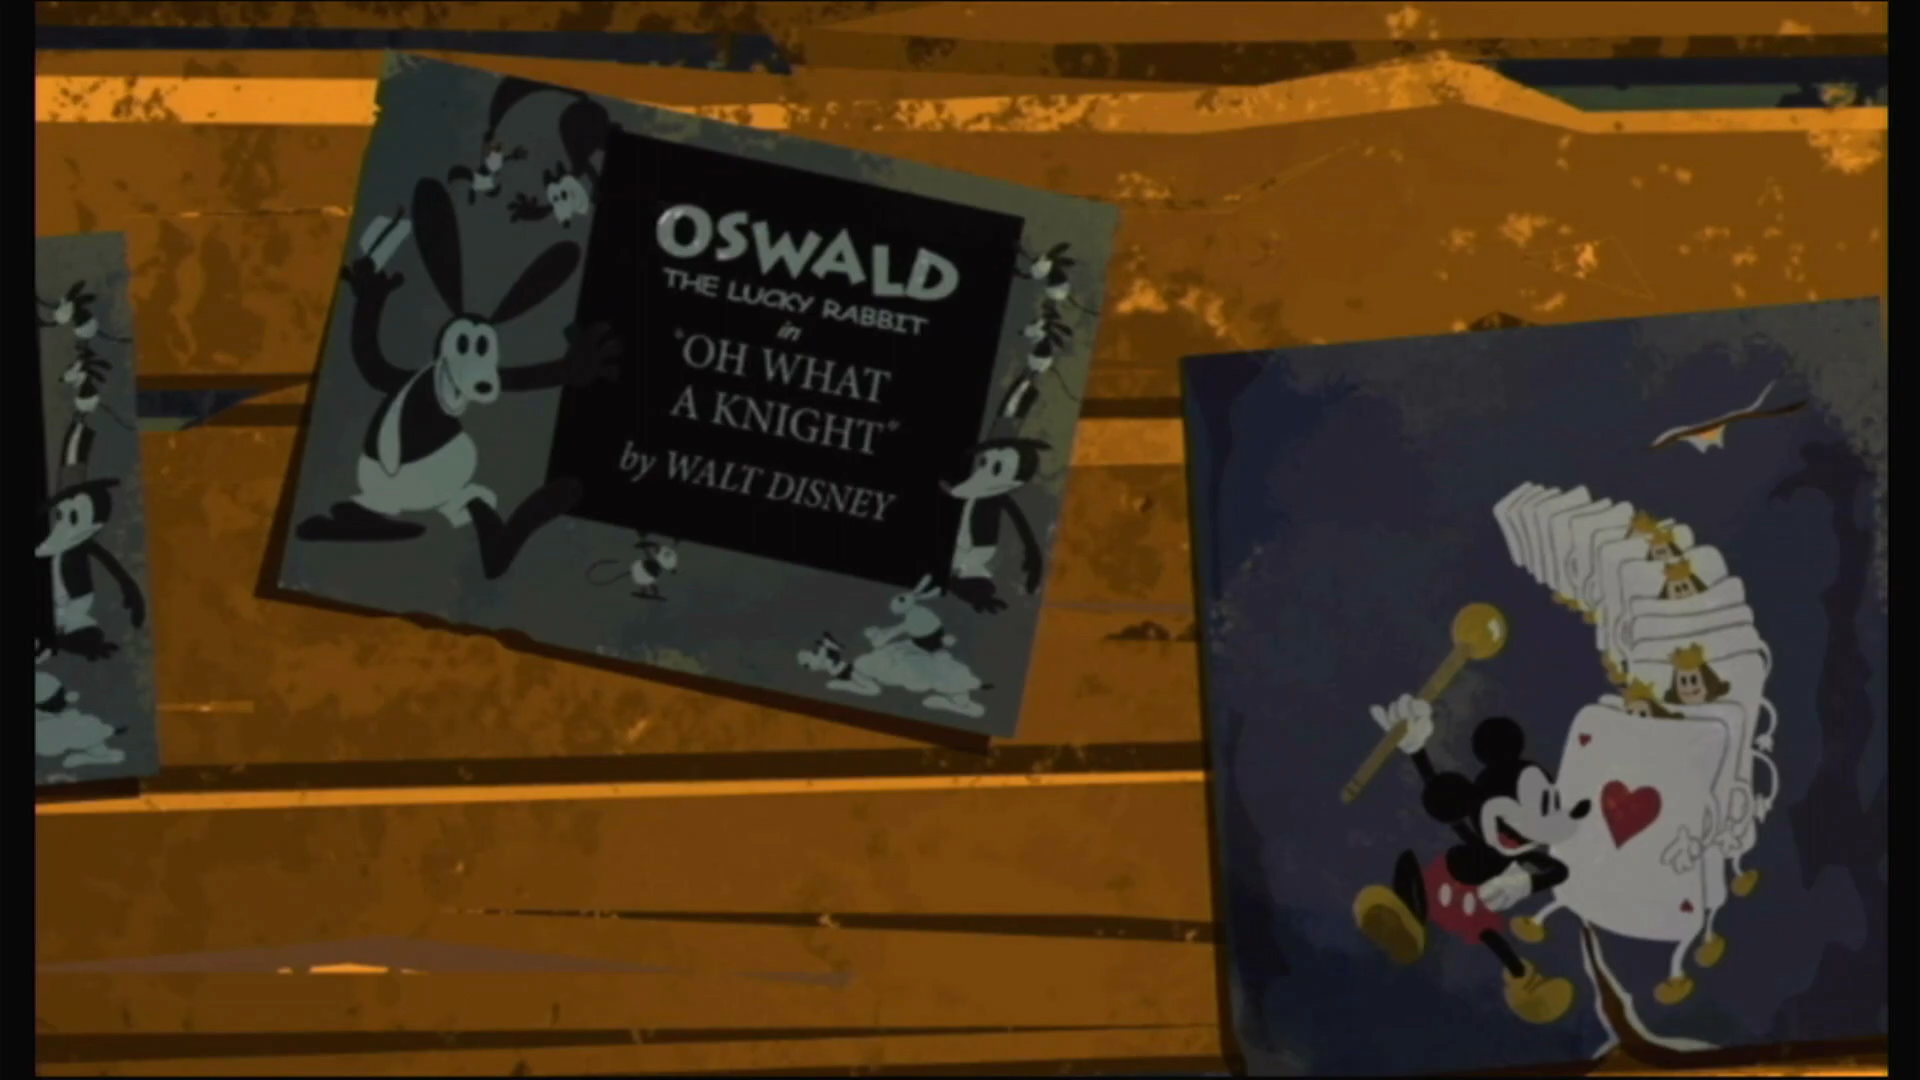 OSWALD
THE LUCKY RABBIT
in
"OH WHAT
A KNIGHT"
by WALT DISNEY